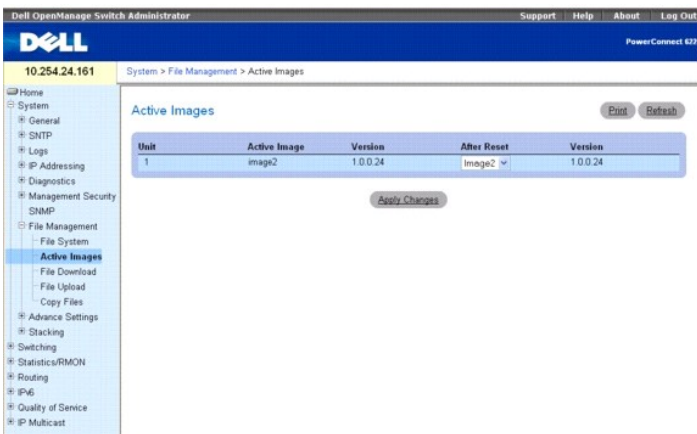 Dell OpenManage Switch Administrator Support Help About Log Out
DELL PowerConnect 622
10.254.24.161 System > File Management > Active Images
Home
System
General
SNTP
Logs
IP Addressing
Diagnostics
Management Security
SNMP
File Management
File System
Active Images
File Download
File Upload
Copy Files
Advance Settings
Stacking
Switching
Statistics/RMON
Routing
IPv6
Quality of Service
IP Multicast
Active Images Print Refresh
Unit Active Image Version After Reset Version
1 image2 1.0.0.24 Image2 1.0.0.24
Apply Changes